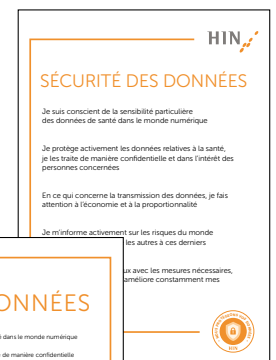 HIN
SÉCURITÉ DES DONNÉES
Je suis conscient de la sensibilité particulière
des données de santé dans le monde numérique
Je protège activement les données relatives à la santé,
je les traite de manière confidentielle et dans l'intérêt des
personnes concernées
En ce qui concerne la transmission des données, je fais
attention à l'économie et à la proportionnalité
Je m'informe activement sur les risques du monde
les autres à ces derniers
ux avec les mesures nécessaires,
améliore constamment mes
ONNÉES
dans le monde numérique
de manière confidentielle
HIN